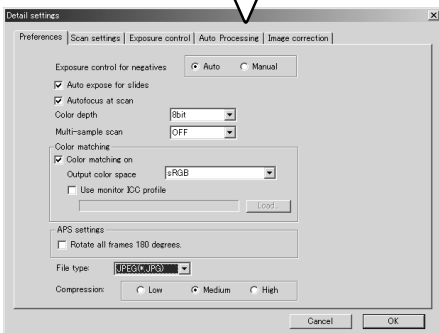 Detail settings
Preferences Scan settings Exposure control Auto Processing Image correction
Exposure control for negatives Auto Manual
Auto expose for slides
Autofocus at scan
Color depth 8bit
Multi-sample scan OFF
Color matching
Color matching on
Output color space sRGB
Use monitor ICC profile
Load...
APS settings
Rotate all frames 180 degrees.
File type: JPEG(*.JPG)
Compression: Low Medium High
Cancel OK